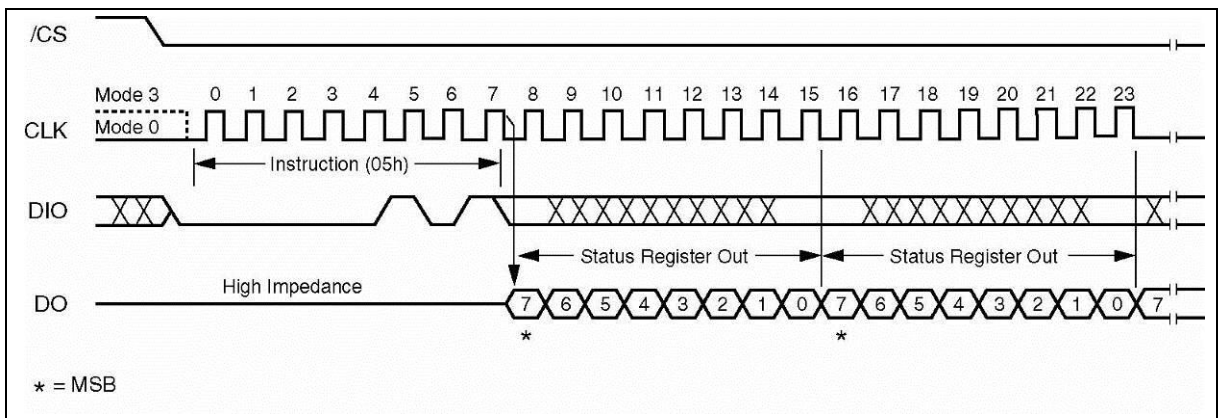 /CS
Mode 3 0 1 2 3 4 5 6 7 8 9 10 11 12 13 14 15 16 17 18 19 20 21 22 23
CLK Mode 0
Instruction (05h)
DIO
Status Register Out Status Register Out
High Impedance
DO 7 6 5 4 3 2 1 0 7 6 5 4 3 2 1 0 7
* *
* = MSB